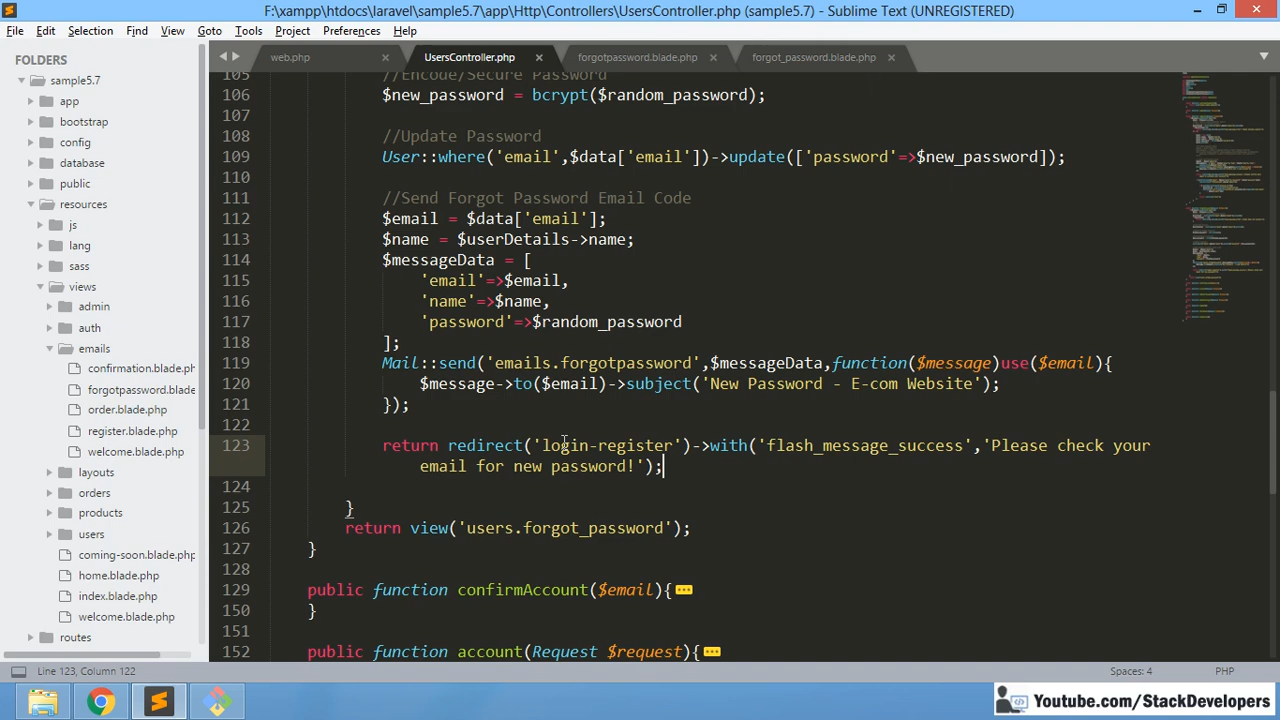 F:\xampp\htdocs\laravel\sample5.7\app\Http\Controllers\UsersController.php (sample5.7) - Sublime Text (UNREGISTERED)
File Edit Selection Find View Goto Tools Project Preferences Help
FOLDERS
sample5.7
app
bootstrap
config
database
public
resources
js
lang
sass
views
admin
auth
emails
confirmation.blade.ph
forgotpassword.blade
order.blade.php
register.blade.php
welcome.blade.php
layouts
orders
products
users
coming-soon.blade.php
home.blade.php
index.blade.php
welcome.blade.php
routes
web.php UsersController.php forgotpassword.blade.php forgot_password.blade.php
105 //Encode/Secure Password
106 $new_password = bcrypt($random_password);
107
108 //Update Password
109 User::where('email',$data['email'])->update(['password'=>$new_password]);
110
111 //Send Forgot Password Email Code
112 $email = $data['email'];
113 $name = $userDetails->name;
114 $messageData = [
115 'email'=>$email,
116 'name'=>$name,
117 'password'=>$random_password
118 ];
119 Mail::send('emails.forgotpassword',$messageData,function($message)use($email){
120 $message->to($email)->subject('New Password - E-com Website');
121 });
122
123 return redirect('login-register')->with('flash_message_success','Please check your
email for new password!');
124
125 }
126 return view('users.forgot_password');
127 }
128
129 public function confirmAccount($email){
150 }
151
152 public function account(Request $request){
Line 123, Column 122 Spaces: 4 PHP
Youtube.com/StackDevelopers